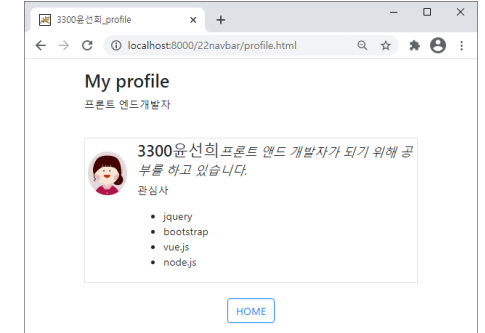 3300윤선희_profile
localhost:8000/22navbar/profile.html
My profile
프론트 엔드개발자
3300윤선희프론트 앤드 개발자가 되기 위해 공
부를 하고 있습니다.
관심사
jquery
bootstrap
vue.js
node.js
HOME